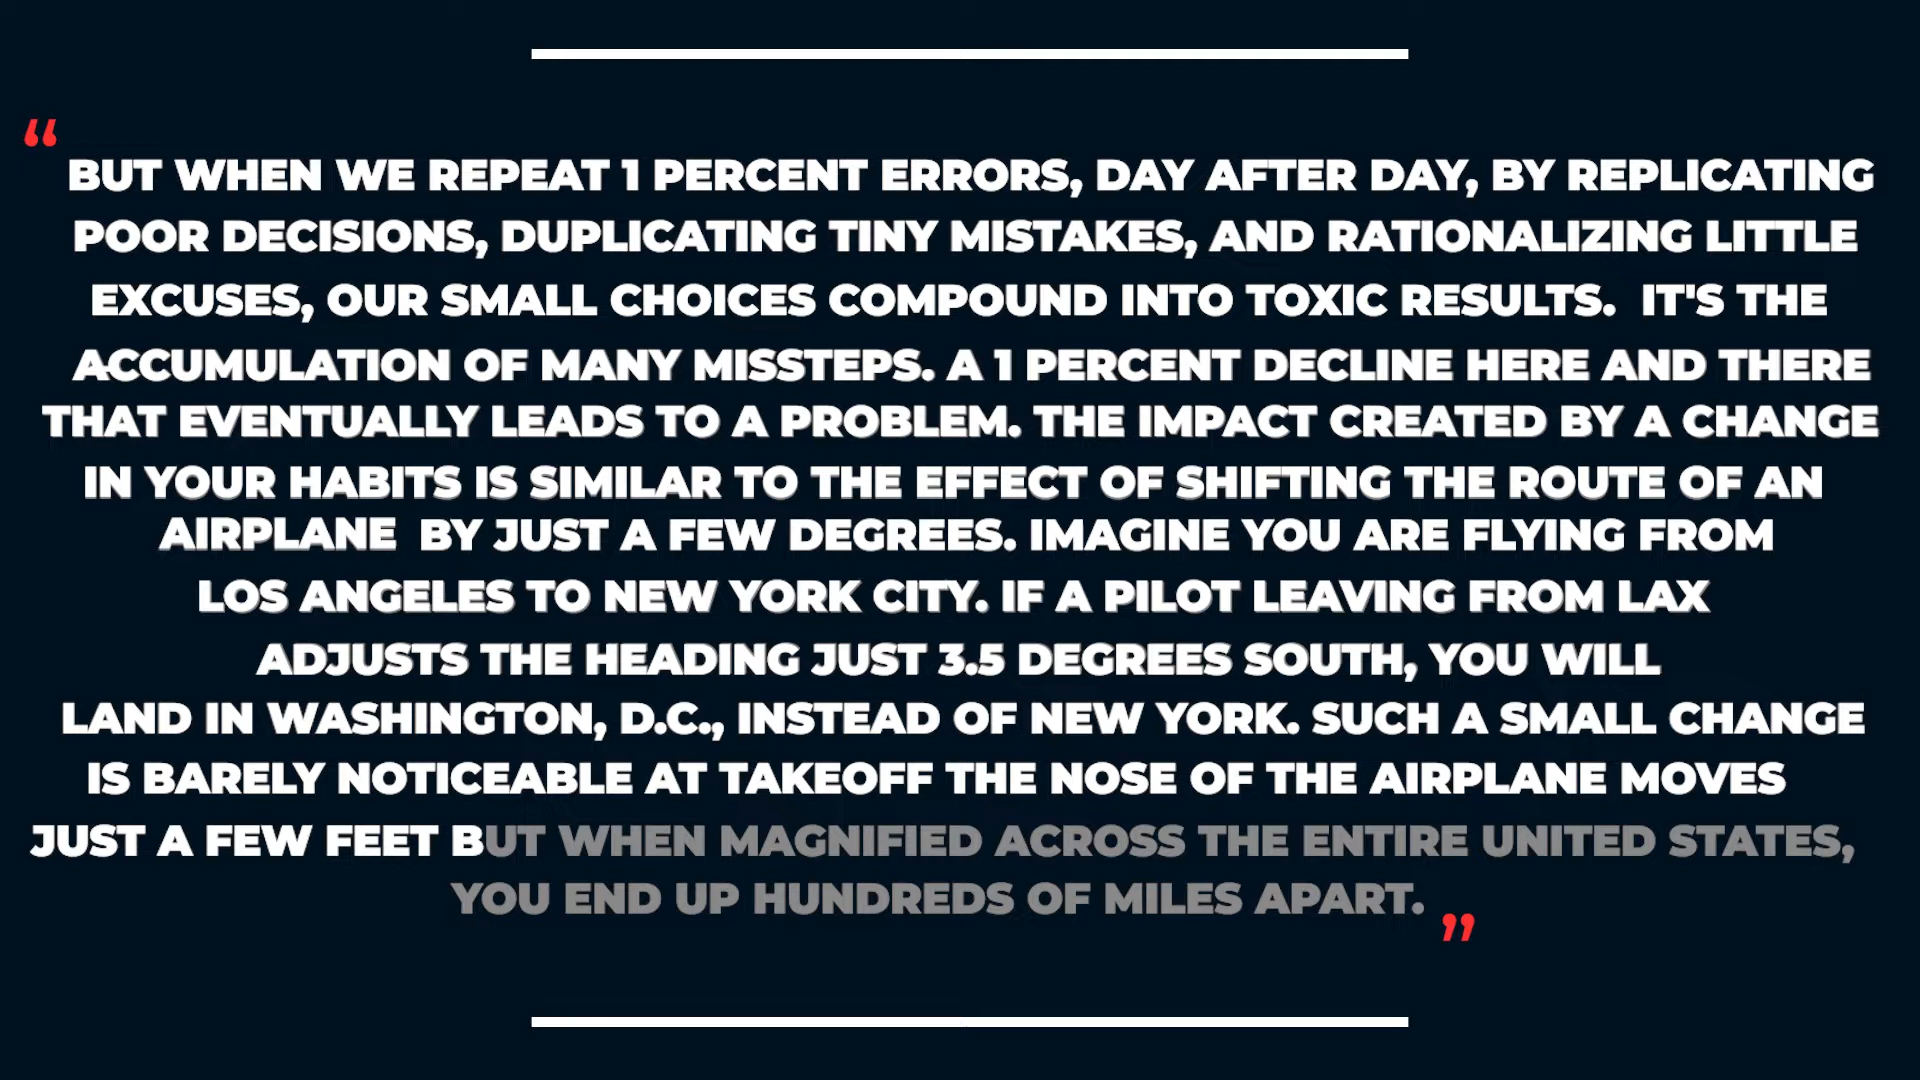 “ BUT WHEN WE REPEAT 1 PERCENT ERRORS, DAY AFTER DAY, BY REPLICATING
POOR DECISIONS, DUPLICATING TINY MISTAKES, AND RATIONALIZING LITTLE
EXCUSES, OUR SMALL CHOICES COMPOUND INTO TOXIC RESULTS. IT'S THE
ACCUMULATION OF MANY MISSTEPS. A 1 PERCENT DECLINE HERE AND THERE
THAT EVENTUALLY LEADS TO A PROBLEM. THE IMPACT CREATED BY A CHANGE
IN YOUR HABITS IS SIMILAR TO THE EFFECT OF SHIFTING THE ROUTE OF AN
AIRPLANE BY JUST A FEW DEGREES. IMAGINE YOU ARE FLYING FROM
LOS ANGELES TO NEW YORK CITY. IF A PILOT LEAVING FROM LAX
ADJUSTS THE HEADING JUST 3.5 DEGREES SOUTH, YOU WILL
LAND IN WASHINGTON, D.C., INSTEAD OF NEW YORK. SUCH A SMALL CHANGE
IS BARELY NOTICEABLE AT TAKEOFF THE NOSE OF THE AIRPLANE MOVES
JUST A FEW FEET BUT WHEN MAGNIFIED ACROSS THE ENTIRE UNITED STATES,
YOU END UP HUNDREDS OF MILES APART. ”